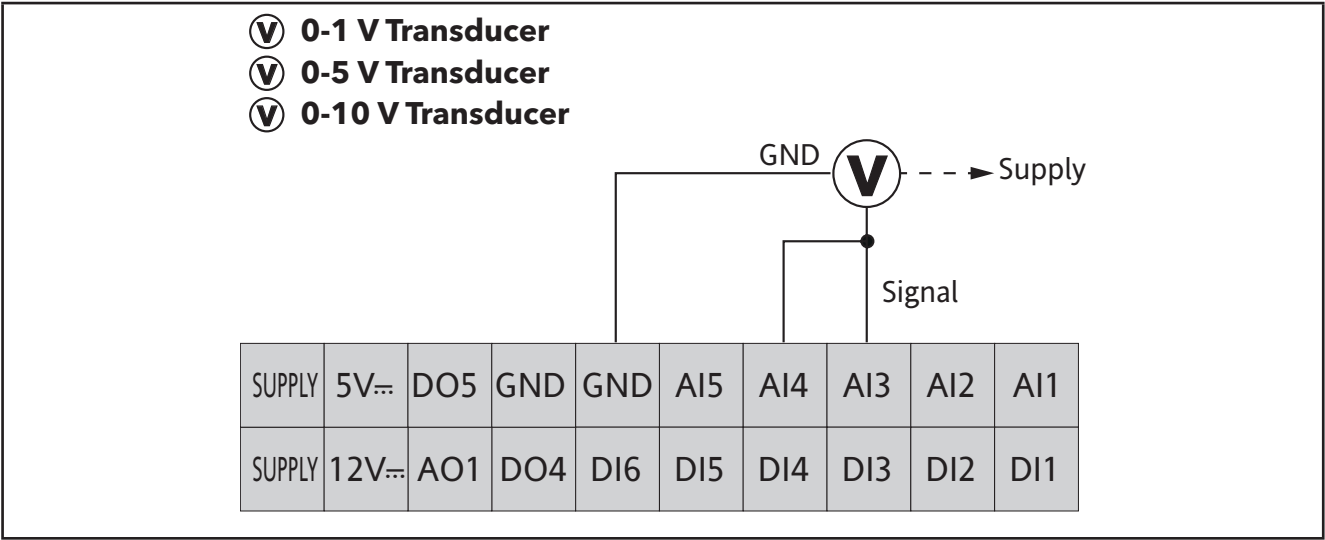 V 0-1 V Transducer
V 0-5 V Transducer
V 0-10 V Transducer
GND V Supply
Signal
SUPPLY 5V⎓ DO5 GND GND AI5 AI4 AI3 AI2 AI1
SUPPLY 12V⎓ AO1 DO4 DI6 DI5 DI4 DI3 DI2 DI1